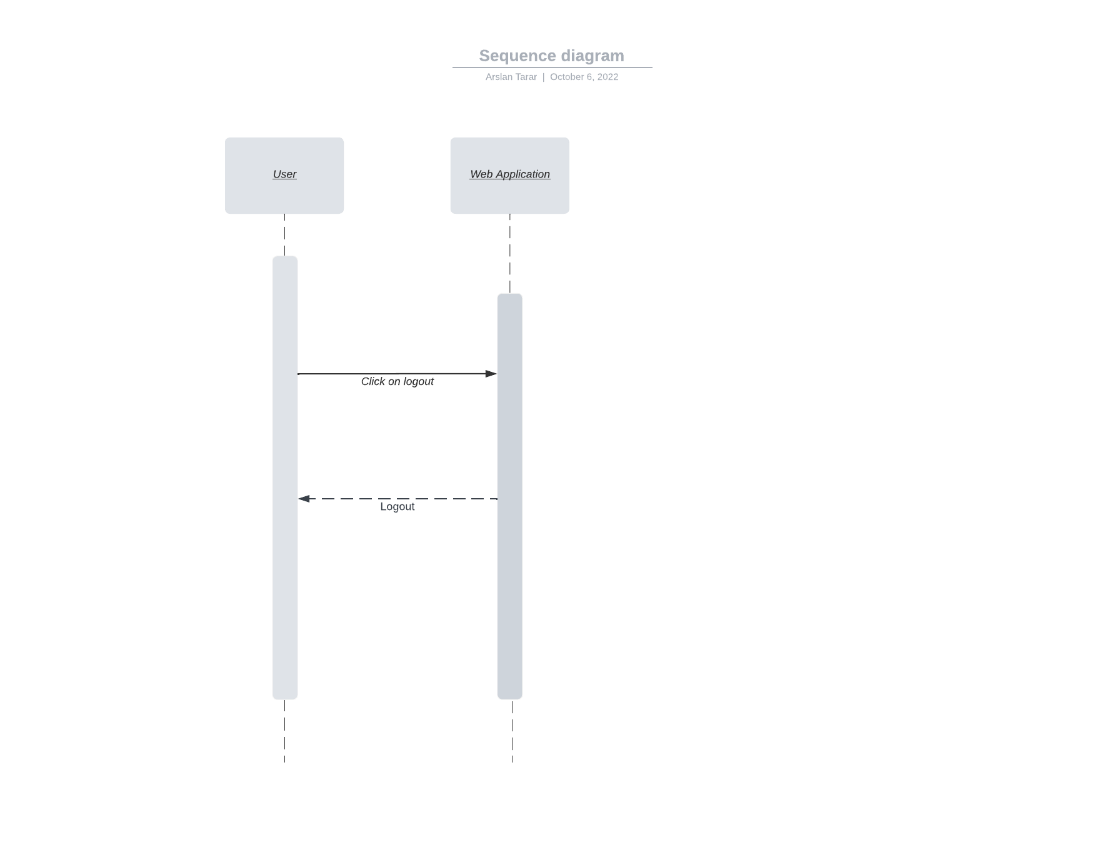 Sequence diagram
Arslan Tarar | October 6, 2022
User
Web Application
Click on logout
Logout